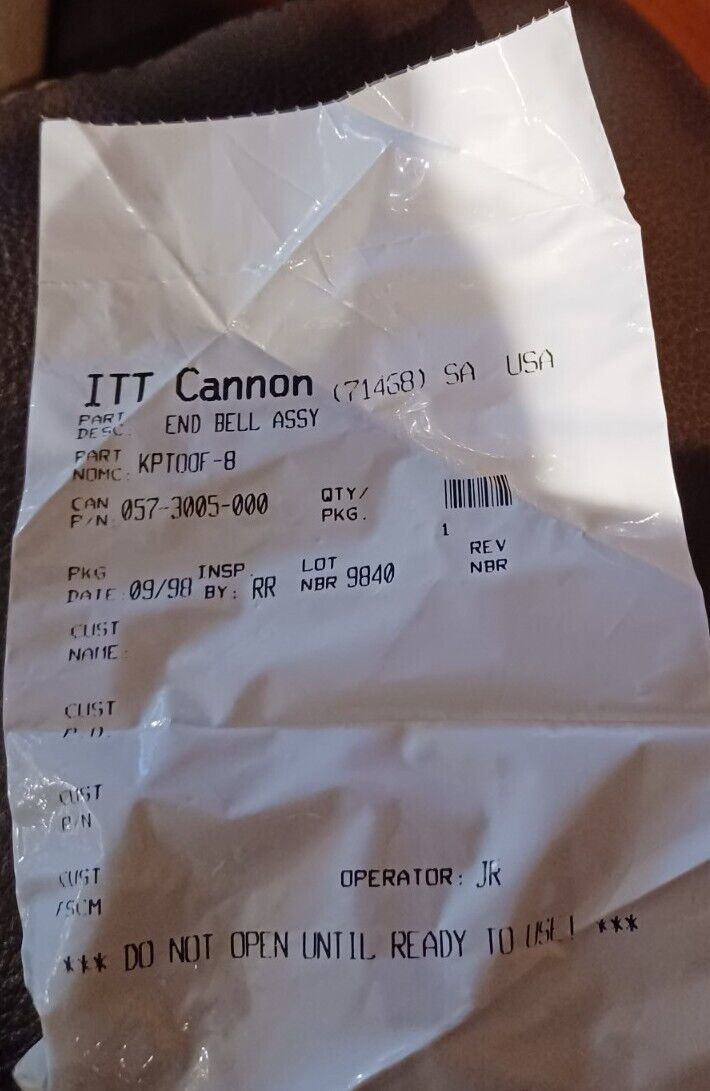 ITT Cannon (71468) SA USA
PART DESC. END BELL ASSY
PART NOMC: KPT00F-8
CAN P/N: 057-3005-000 QTY/ PKG. 1
PKG DATE: 09/98 INSP. BY: RR LOT NBR 9840 REV NBR
CUST NAME:
CUST P.O.
CUST P/N
CUST FSCM OPERATOR: JR
*** DO NOT OPEN UNTIL READY TO USE! ***